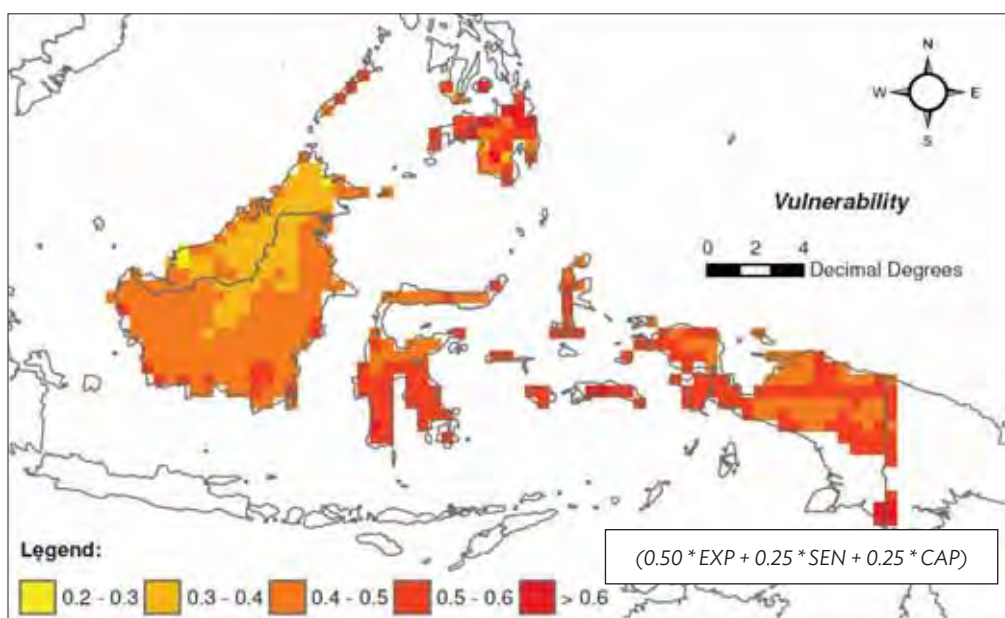 N
W E
S
Vulnerability
0 2 4
Decimal Degrees
(0.50 * EXP + 0.25 * SEN + 0.25 * CAP)
Legend:
0.2 - 0.3 0.3 - 0.4 0.4 - 0.5 0.5 - 0.6 > 0.6